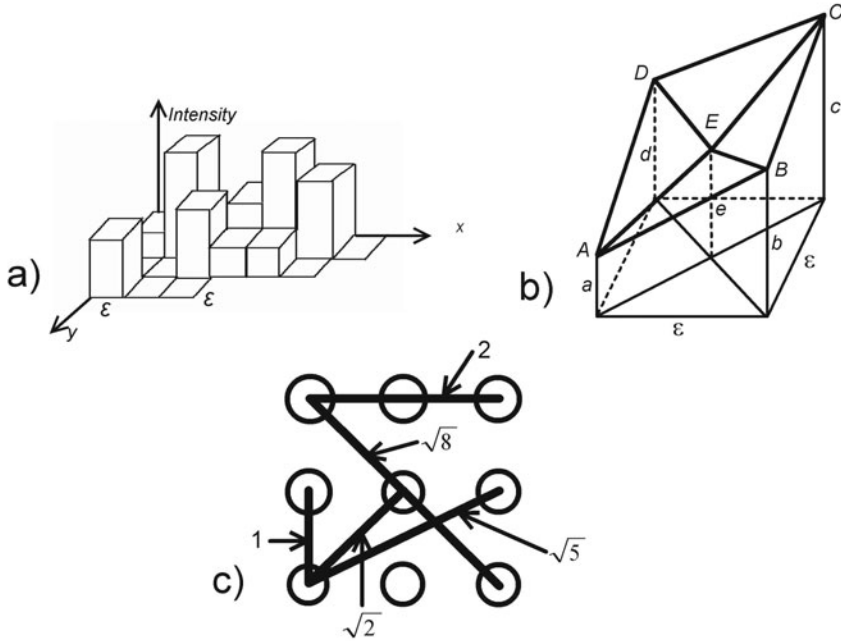 Intensity
x
y
ε
ε
a)
C
D
E
c
d
B
e
A
b
a
ε
ε
b)
2
√8
1
√5
√2
c)